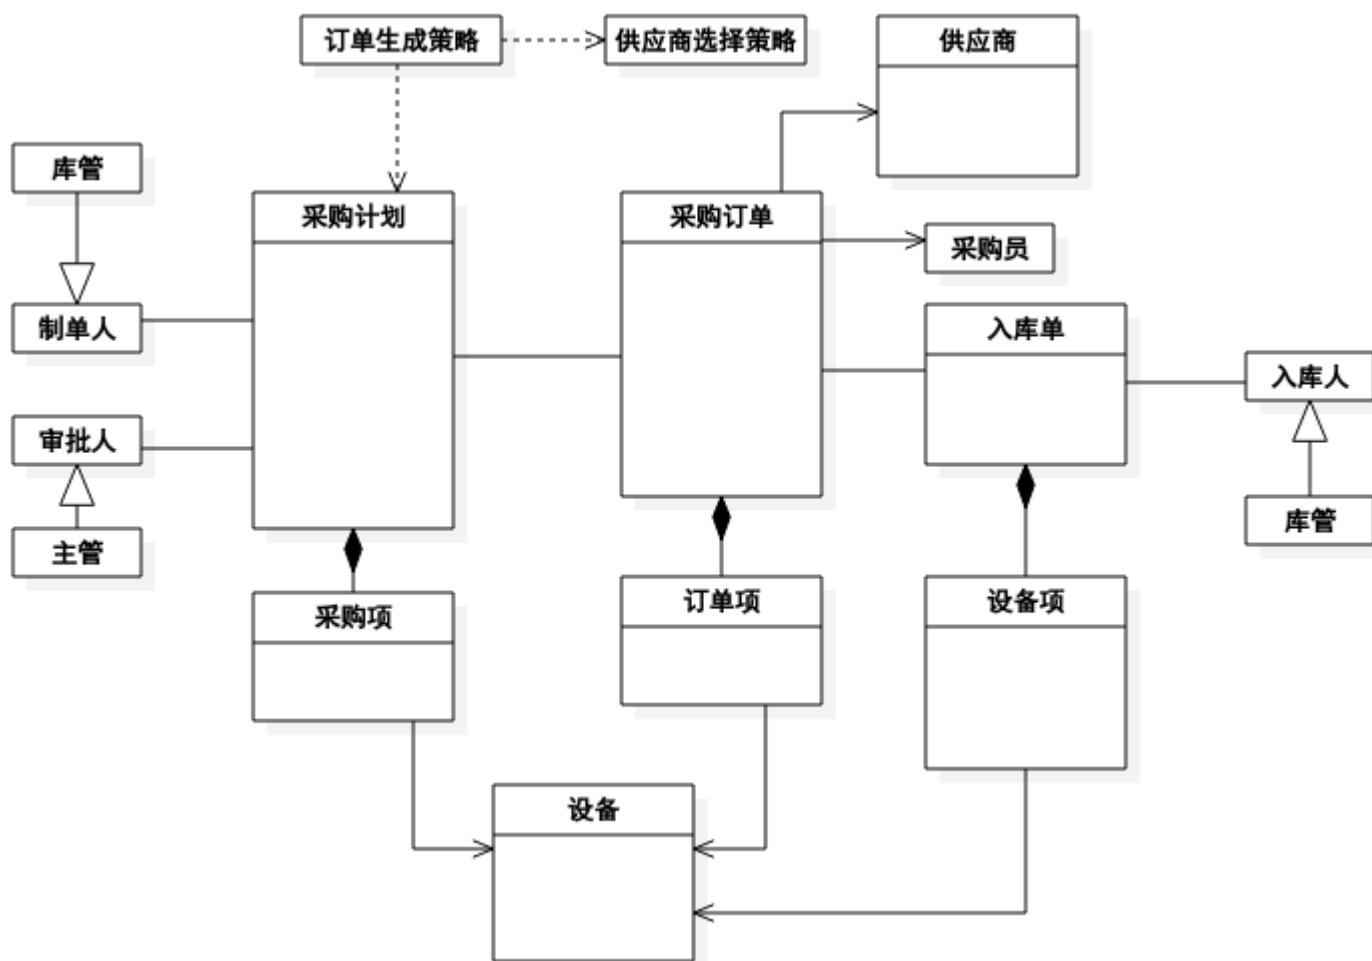 订单生成策略
供应商选择策略
供应商
库管
采购计划
采购订单
采购员
制单人
入库单
入库人
审批人
主管
库管
采购项
订单项
设备项
设备